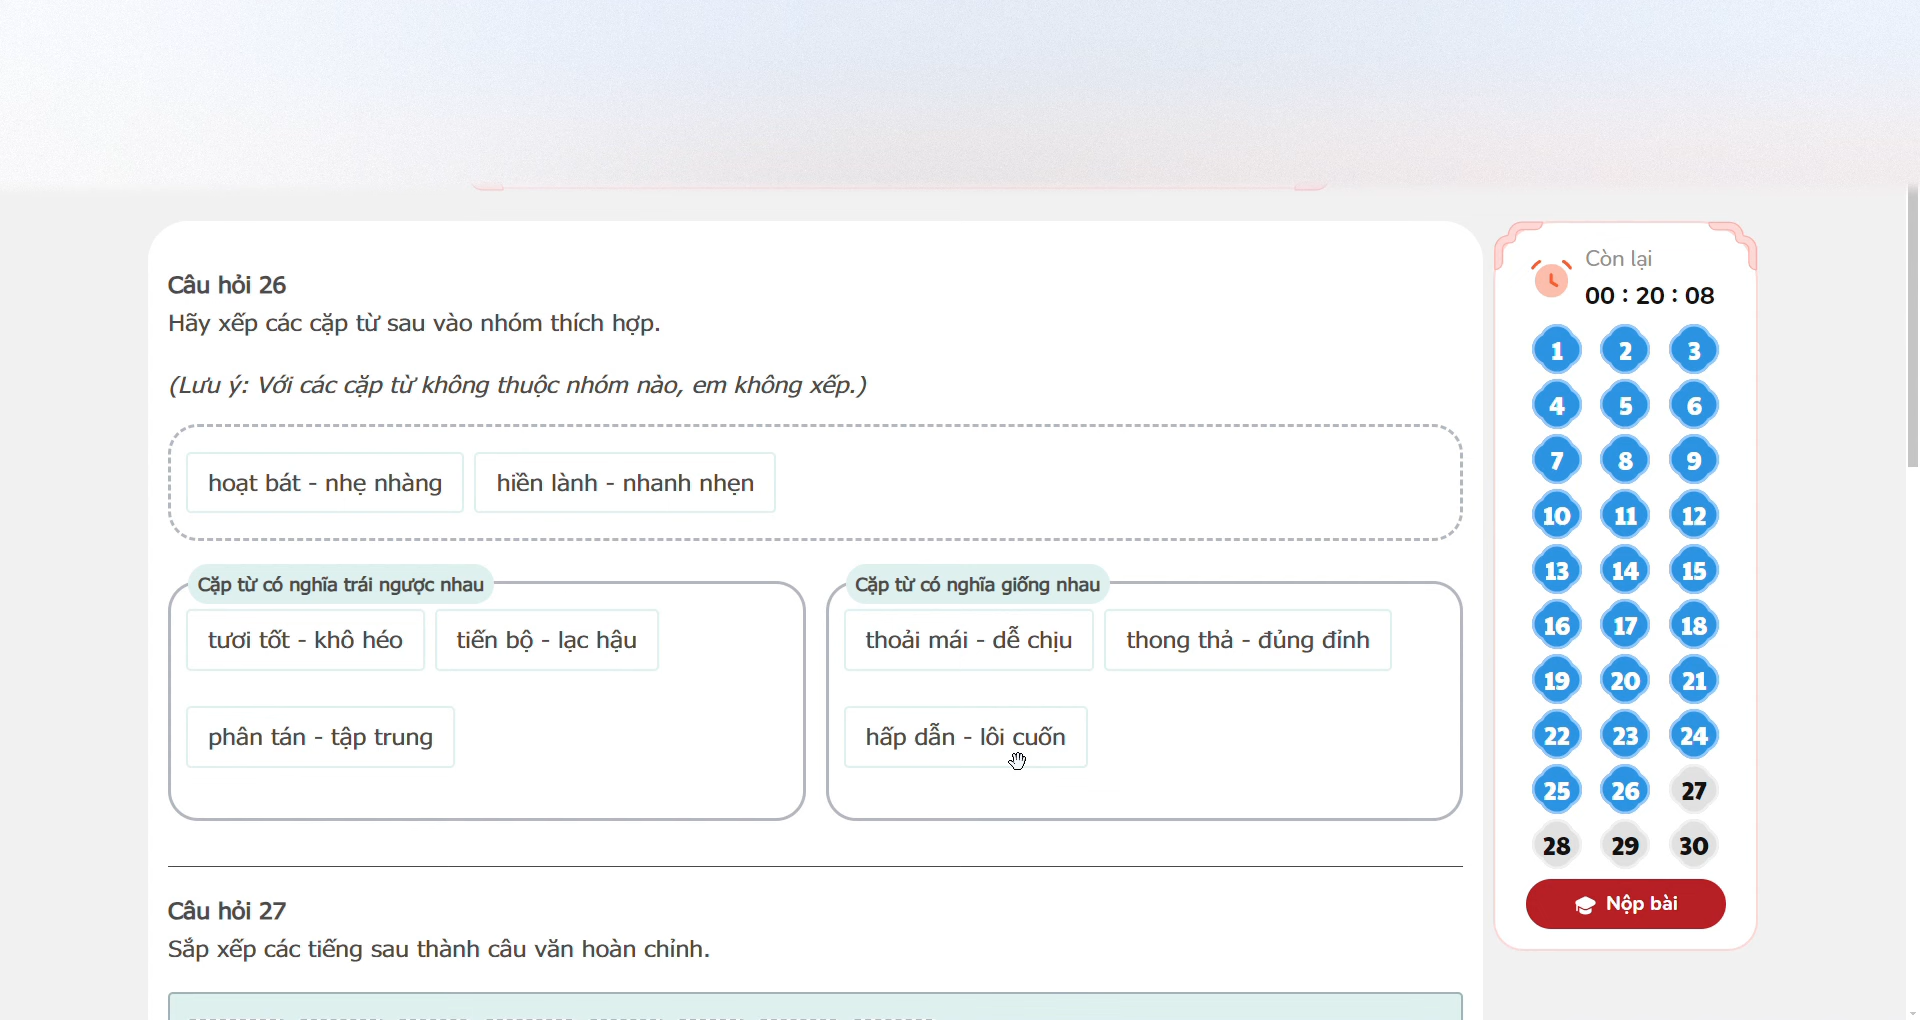 Câu hỏi 26
Hãy xếp các cặp từ sau vào nhóm thích hợp.
(Lưu ý: Với các cặp từ không thuộc nhóm nào, em không xếp.)
hoạt bát - nhẹ nhàng
hiền lành - nhanh nhẹn
Cặp từ có nghĩa trái ngược nhau
tươi tốt - khô héo
tiến bộ - lạc hậu
phân tán - tập trung
Cặp từ có nghĩa giống nhau
thoải mái - dễ chịu
thong thả - đủng đỉnh
hấp dẫn - lôi cuốn
Câu hỏi 27
Sắp xếp các tiếng sau thành câu văn hoàn chỉnh.
Còn lại
00 : 20 : 08
1 2 3
4 5 6
7 8 9
10 11 12
13 14 15
16 17 18
19 20 21
22 23 24
25 26 27
28 29 30
Nộp bài